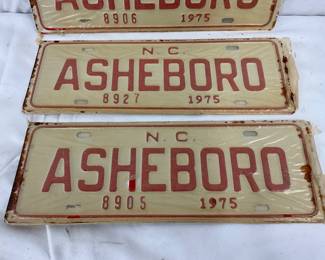 ASHEBORO
8906 1975
N.C.
ASHEBORO
8927 1975
N.C.
ASHEBORO
8905 1975